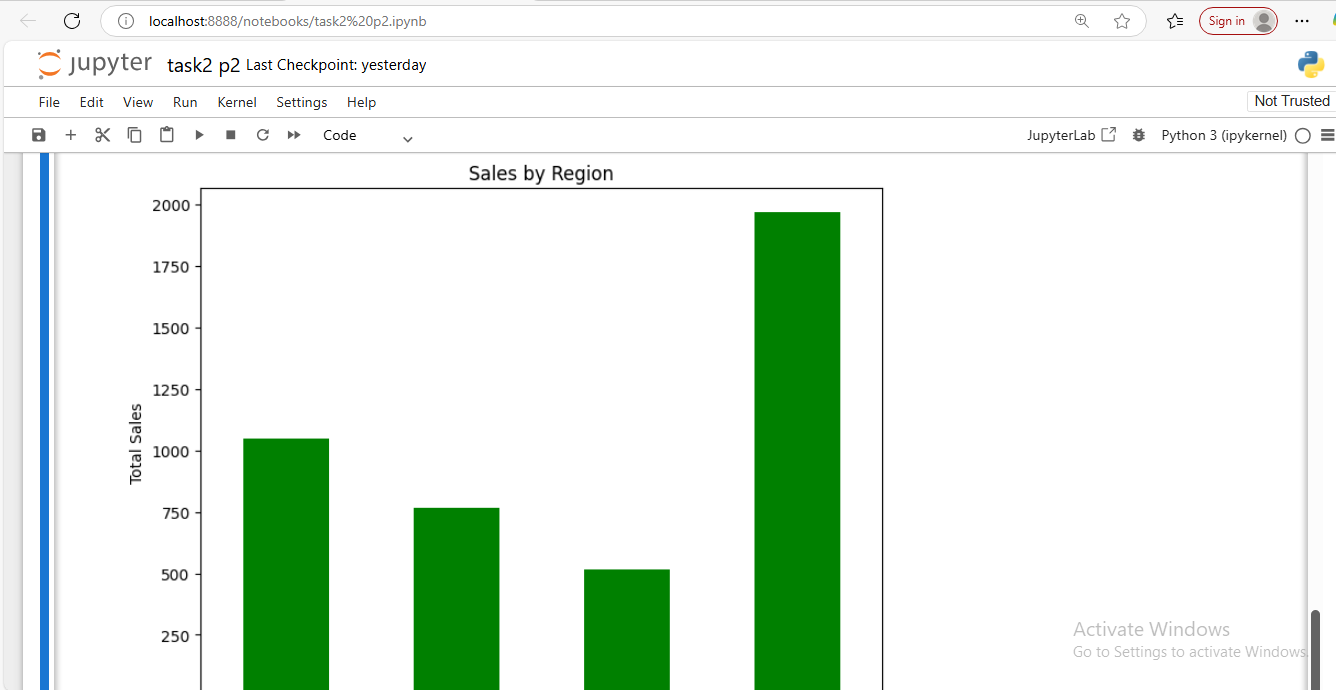 localhost:8888/notebooks/task2%20p2.ipynb
Sign in
jupyter task2 p2 Last Checkpoint: yesterday
File Edit View Run Kernel Settings Help
Not Trusted
Code
JupyterLab
Python 3 (ipykernel)
Sales by Region
2000
1750
1500
1250
1000
750
500
250
Total Sales
Activate Windows
Go to Settings to activate Windows.